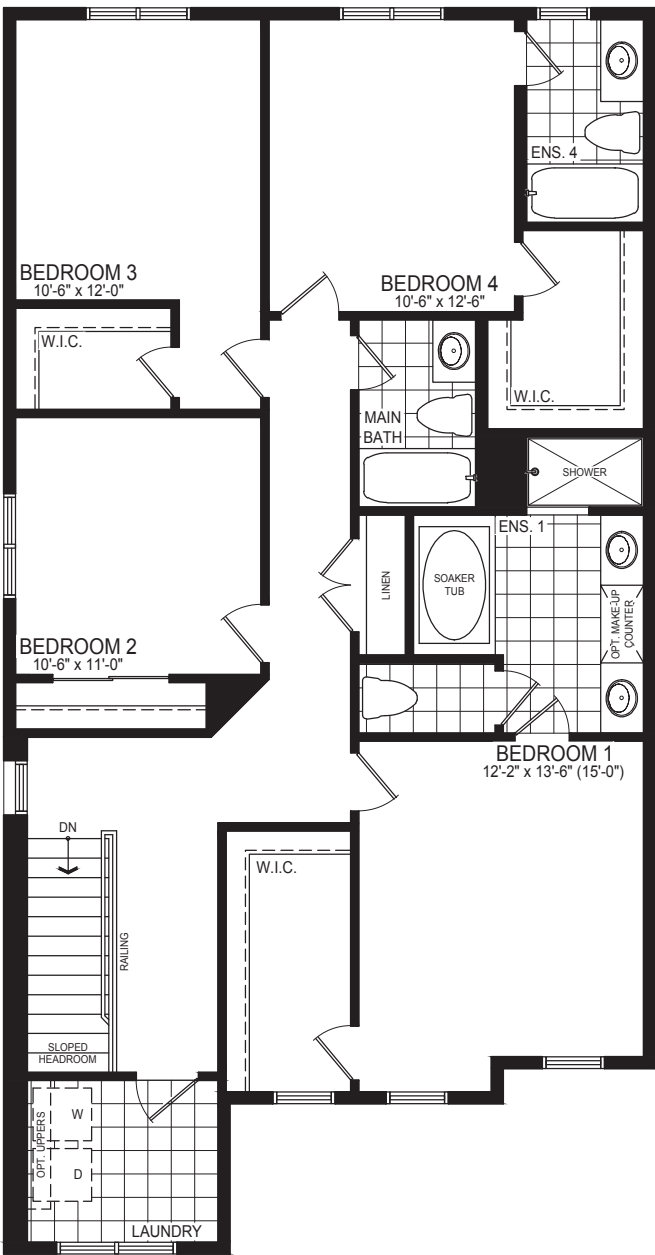 ENS. 4
BEDROOM 3
10'-6" x 12'-0"
BEDROOM 4
10'-6" x 12'-6"
W.I.C.
W.I.C.
MAIN
BATH
SHOWER
ENS. 1
SOAKER
TUB
LINEN
OPT. MAKE-UP
COUNTER
BEDROOM 2
10'-6" x 11'-0"
BEDROOM 1
12'-2" x 13'-6" (15'-0")
DN
W.I.C.
RAILING
SLOPED
HEADROOM
OPT. UPPERS
W
D
LAUNDRY